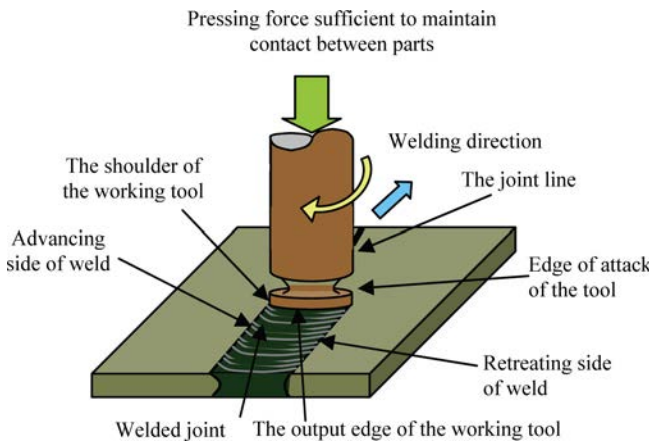 Pressing force sufficient to maintain
contact between parts
Welding direction
The shoulder of
the working tool
The joint line
Advancing
side of weld
Edge of attack
of the tool
Retreating side
of weld
Welded joint
The output edge of the working tool